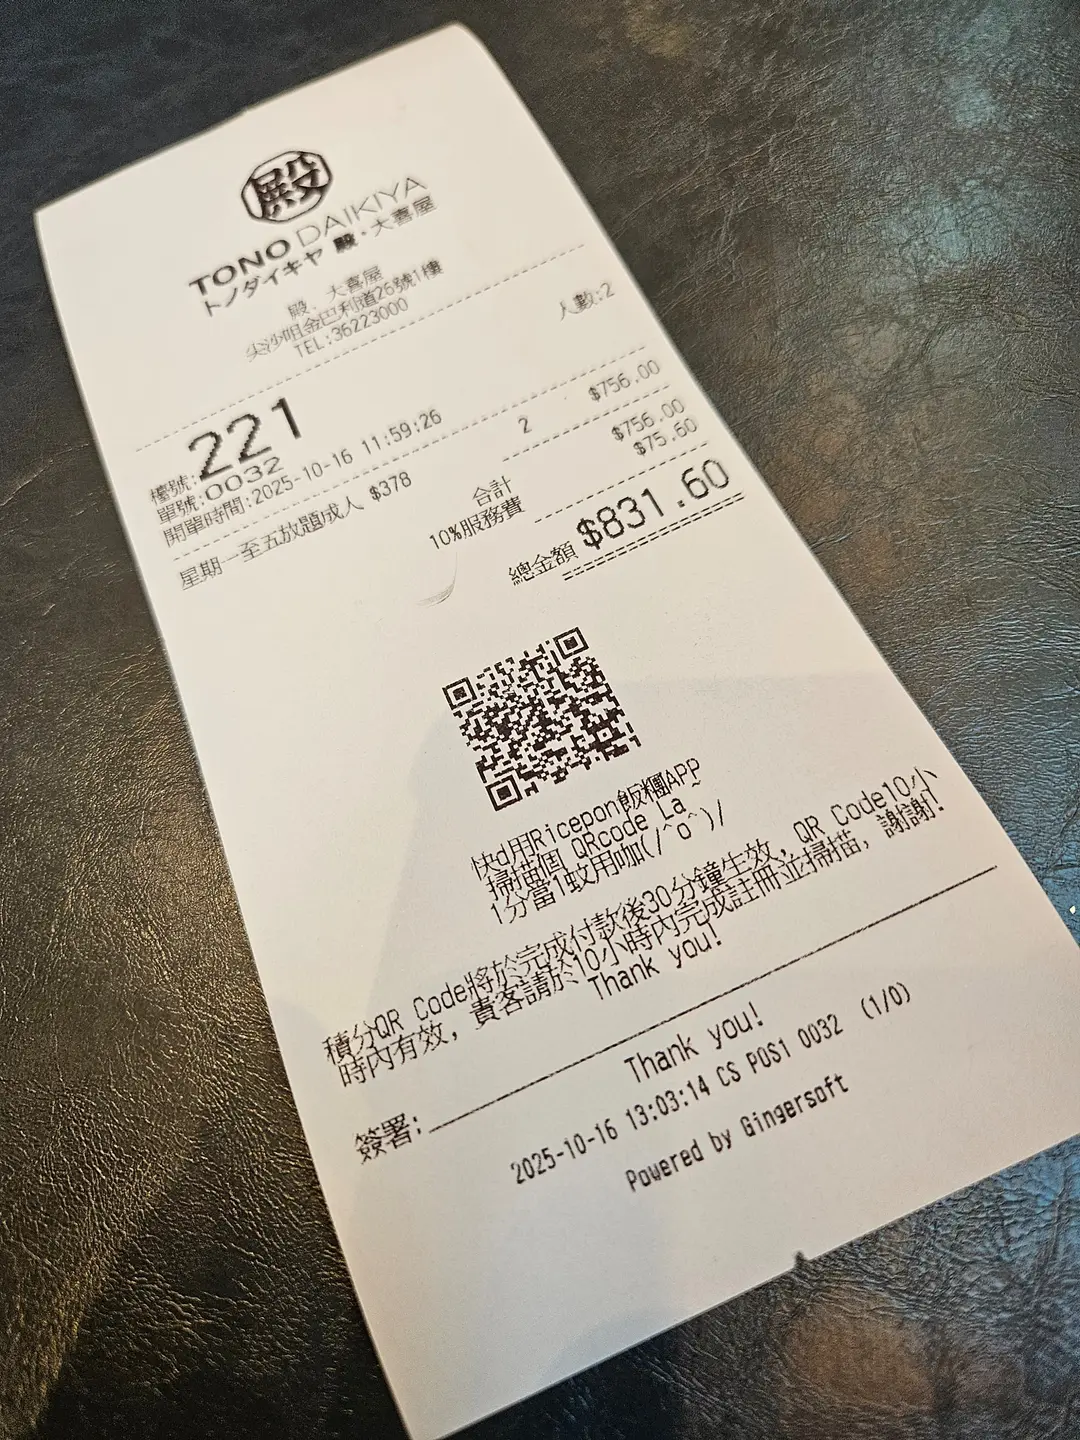 殿
TONO DAIKIYA
トノダイキヤ 殿・大喜屋
殿．大喜屋
尖沙咀金巴利道26號1樓
TEL:36223000
人數:2
檯號:221
單號:0032
開單時間:2025-10-16 11:59:26
星期一至五放題成人 $378 2 $756.00
合計 $756.00
10%服務費 $75.60
總金額 $831.60
快d用Ricepon飯糰APP
掃描個 QRcode La~
1分當1蚊用㗎(/^o^)/
積分QR Code將於完成付款後30分鐘生效，QR Code10小
時內有效，貴客請於10小時內完成註冊並掃描，謝謝!
Thank you!
簽署:
Thank you!
2025-10-16 13:03:14 CS POS1 0032 (1/0)
Powered by Gingersoft